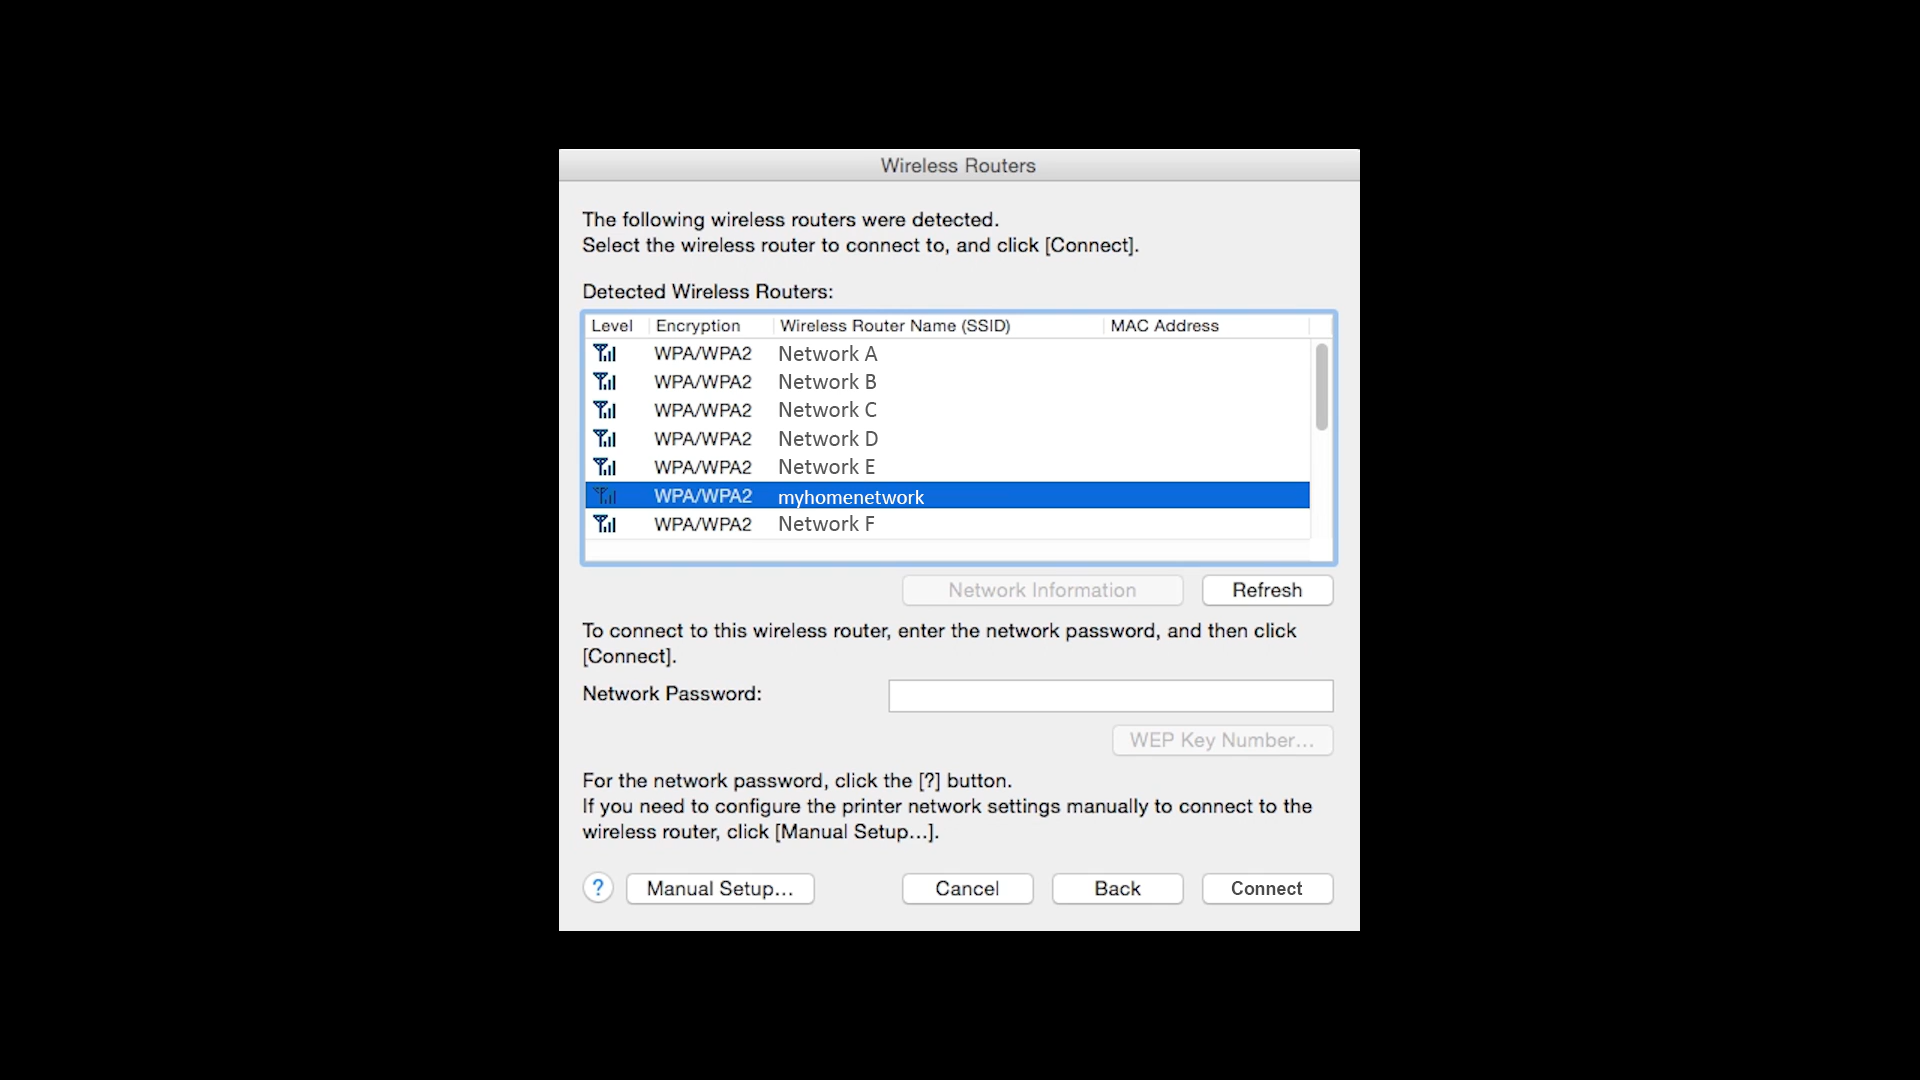 Wireless Routers
The following wireless routers were detected.
Select the wireless router to connect to, and click [Connect].
Detected Wireless Routers:
Level Encryption Wireless Router Name (SSID) MAC Address
WPA/WPA2 Network A
WPA/WPA2 Network B
WPA/WPA2 Network C
WPA/WPA2 Network D
WPA/WPA2 Network E
WPA/WPA2 myhomenetwork
WPA/WPA2 Network F
Network Information Refresh
To connect to this wireless router, enter the network password, and then click
[Connect].
Network Password:
WEP Key Number...
For the network password, click the [?] button.
If you need to configure the printer network settings manually to connect to the
wireless router, click [Manual Setup...].
? Manual Setup... Cancel Back Connect